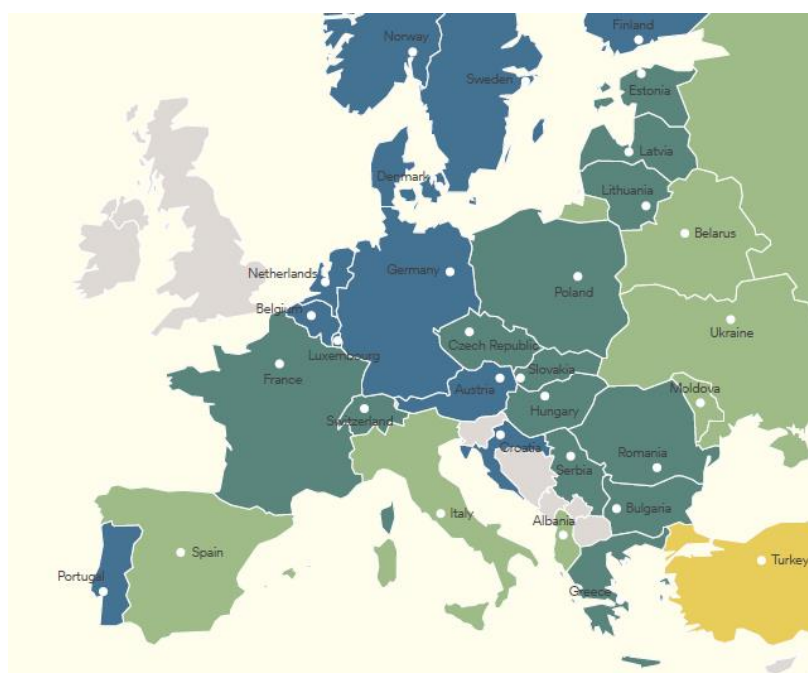 Finland
Norway
Sweden
Estonia
Latvia
Denmark
Lithuania
Belarus
Netherlands
Germany
Poland
Belgium
Ukraine
Czech Republic
Luxembourg
Slovakia
France
Austria
Moldova
Hungary
Switzerland
Croatia
Romania
Serbia
Bulgaria
Italy
Albania
Spain
Turkey
Portugal
Greece